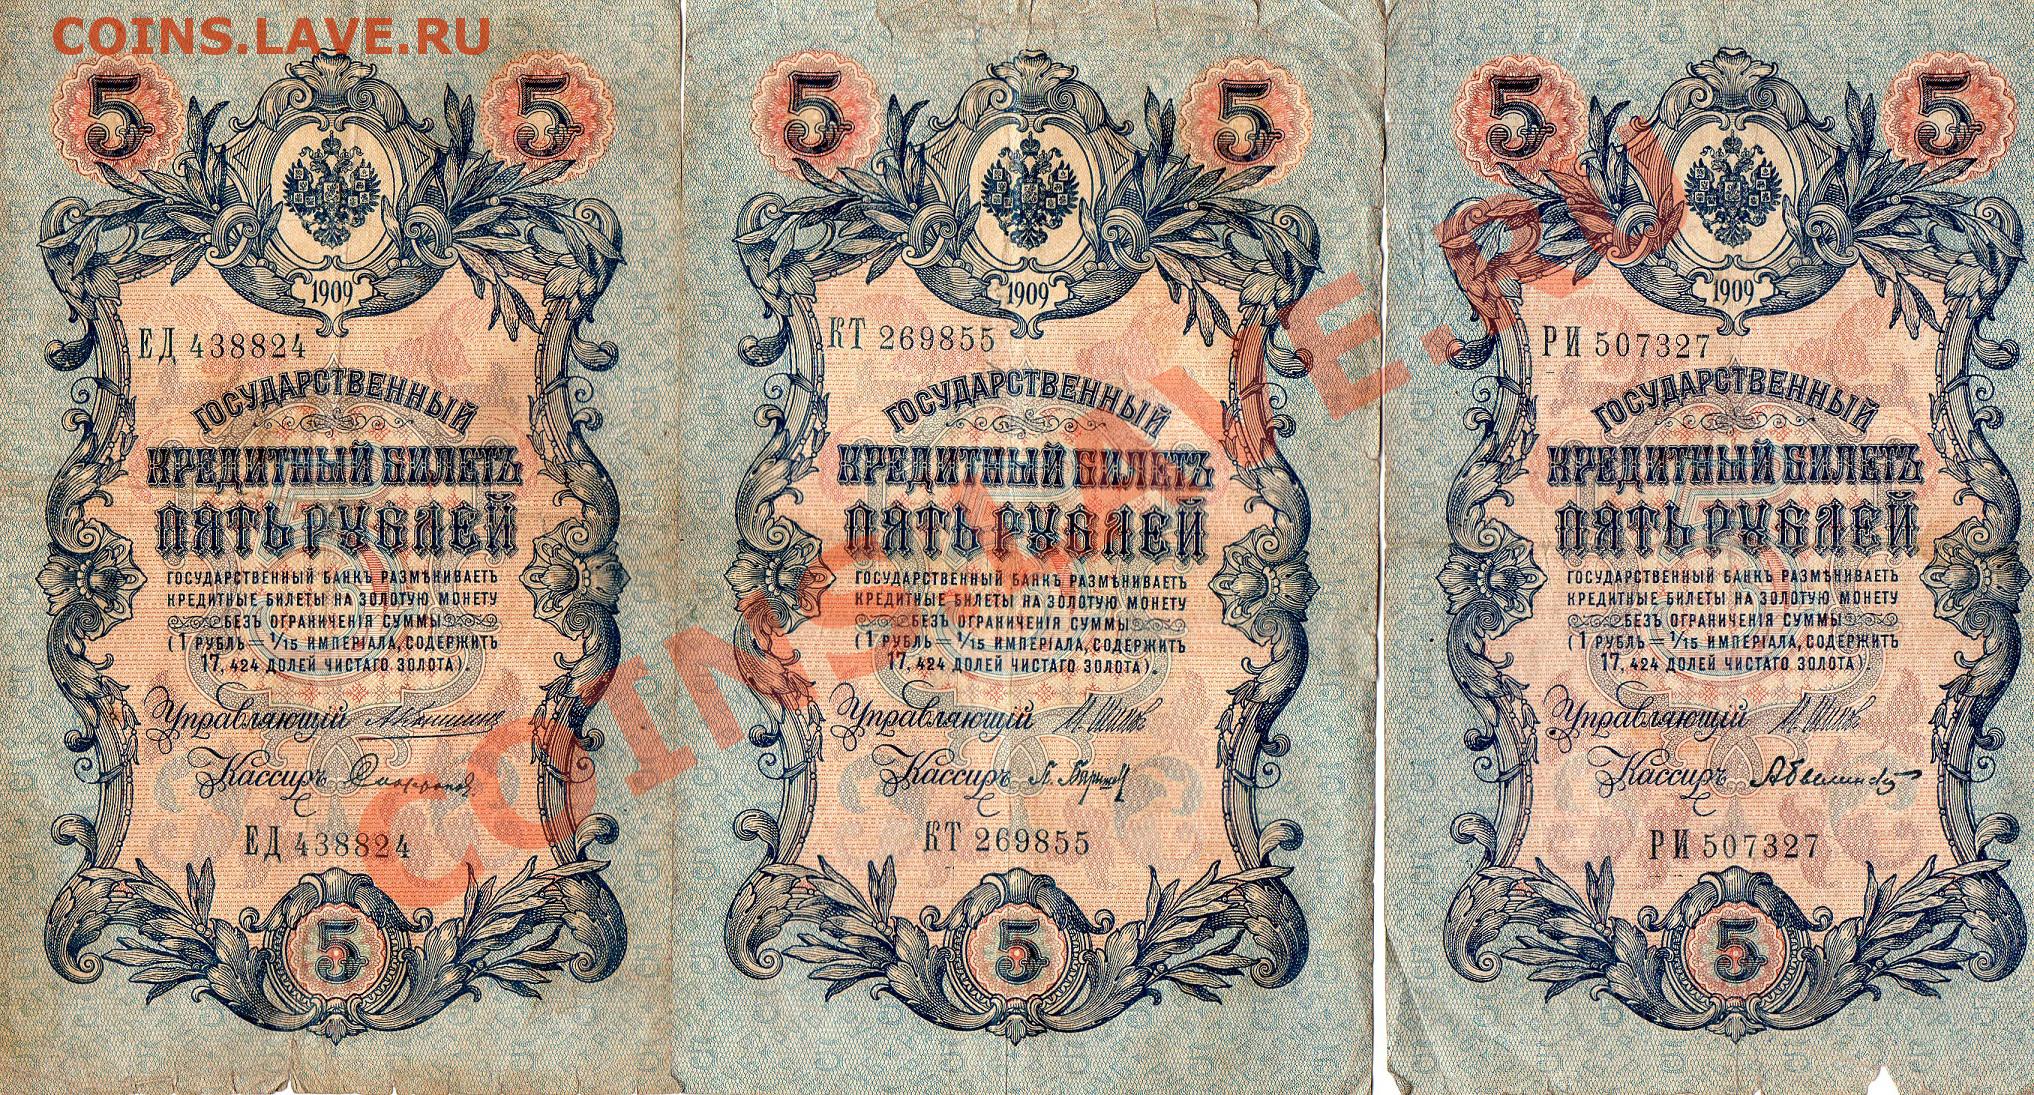 COINS.LAVE.RU
5 5
1909
ЕД 438824
ГОСУДАРСТВЕННЫЙ
КРЕДИТНЫЙ БИЛЕТЪ
ПЯТЬ РУБЛЕЙ
ГОСУДАРСТВЕННЫЙ БАНКЪ РАЗМѢНИВАЕТЪ
КРЕДИТНЫЕ БИЛЕТЫ НА ЗОЛОТУЮ МОНЕТУ
БЕЗЪ ОГРАНИЧЕНІЯ СУММЫ
(1 РУБЛЬ = 1/15 ИМПЕРІАЛА, СОДЕРЖИТЪ
17,424 ДОЛЕЙ ЧИСТАГО ЗОЛОТА).
Управляющій
Кассиръ
ЕД 438824
5
5 5
1909
КТ 269855
ГОСУДАРСТВЕННЫЙ
КРЕДИТНЫЙ БИЛЕТЪ
ПЯТЬ РУБЛЕЙ
ГОСУДАРСТВЕННЫЙ БАНКЪ РАЗМѢНИВАЕТЪ
КРЕДИТНЫЕ БИЛЕТЫ НА ЗОЛОТУЮ МОНЕТУ
БЕЗЪ ОГРАНИЧЕНІЯ СУММЫ
(1 РУБЛЬ = 1/15 ИМПЕРІАЛА, СОДЕРЖИТЪ
17,424 ДОЛЕЙ ЧИСТАГО ЗОЛОТА).
Управляющій
Кассиръ
КТ 269855
5
5 5
1909
РИ 507327
ГОСУДАРСТВЕННЫЙ
КРЕДИТНЫЙ БИЛЕТЪ
ПЯТЬ РУБЛЕЙ
ГОСУДАРСТВЕННЫЙ БАНКЪ РАЗМѢНИВАЕТЪ
КРЕДИТНЫЕ БИЛЕТЫ НА ЗОЛОТУЮ МОНЕТУ
БЕЗЪ ОГРАНИЧЕНІЯ СУММЫ
(1 РУБЛЬ = 1/15 ИМПЕРІАЛА, СОДЕРЖИТЪ
17,424 ДОЛЕЙ ЧИСТАГО ЗОЛОТА).
Управляющій
Кассиръ
РИ 507327
5
COINS.LAVE.RU